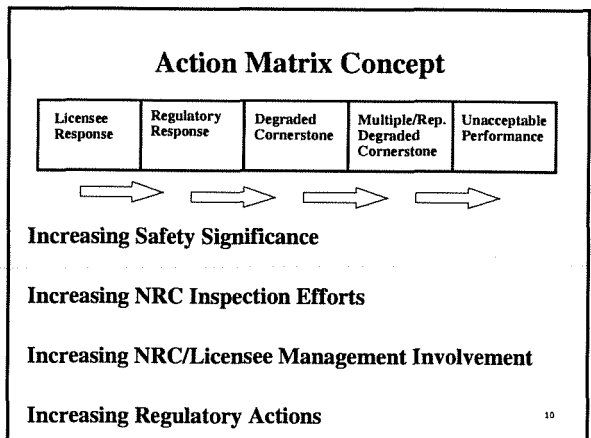 Action Matrix Concept
Licensee Response
Regulatory Response
Degraded Cornerstone
Multiple/Rep. Degraded Cornerstone
Unacceptable Performance
Increasing Safety Significance
Increasing NRC Inspection Efforts
Increasing NRC/Licensee Management Involvement
Increasing Regulatory Actions
10